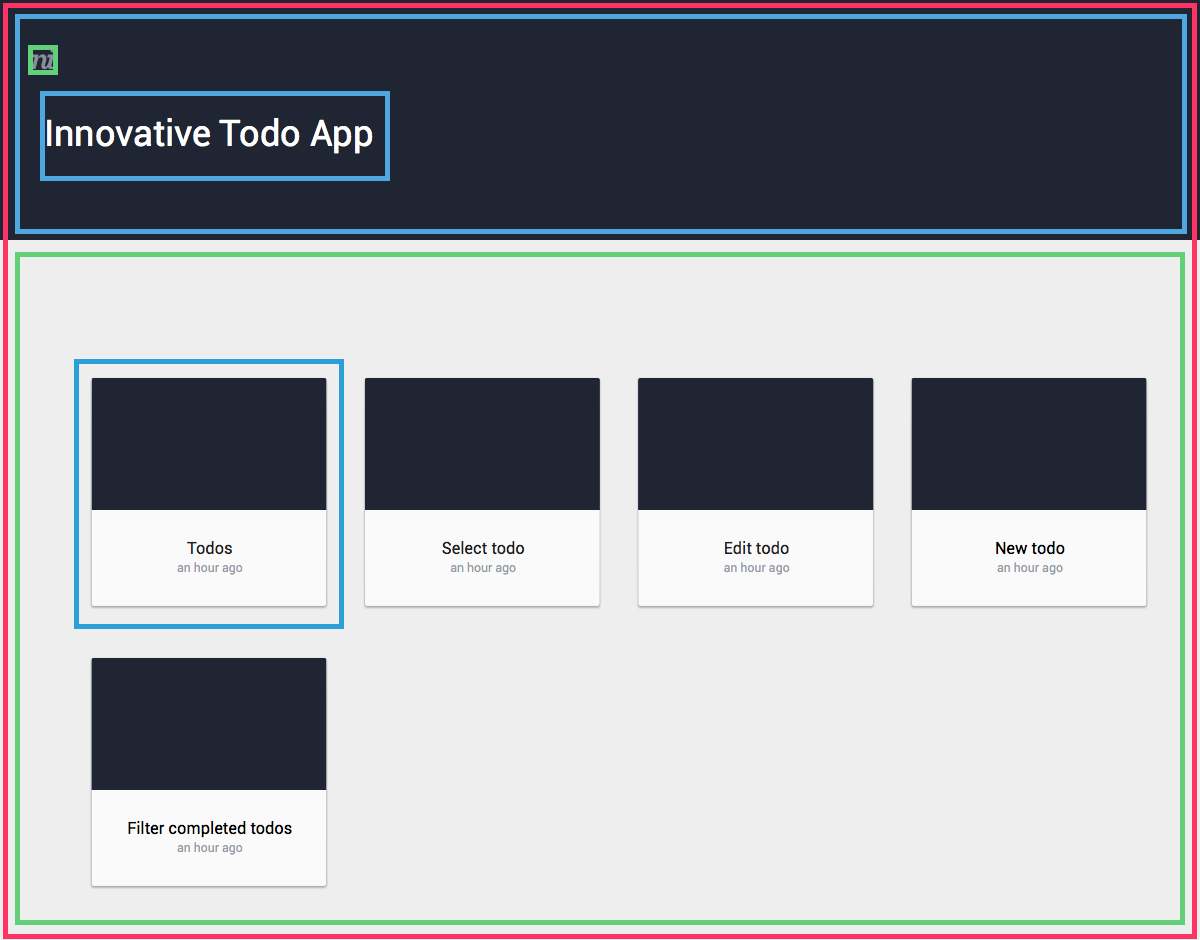 m
Innovative Todo App
Todos
an hour ago
Select todo
an hour ago
Edit todo
an hour ago
New todo
an hour ago
Filter completed todos
an hour ago